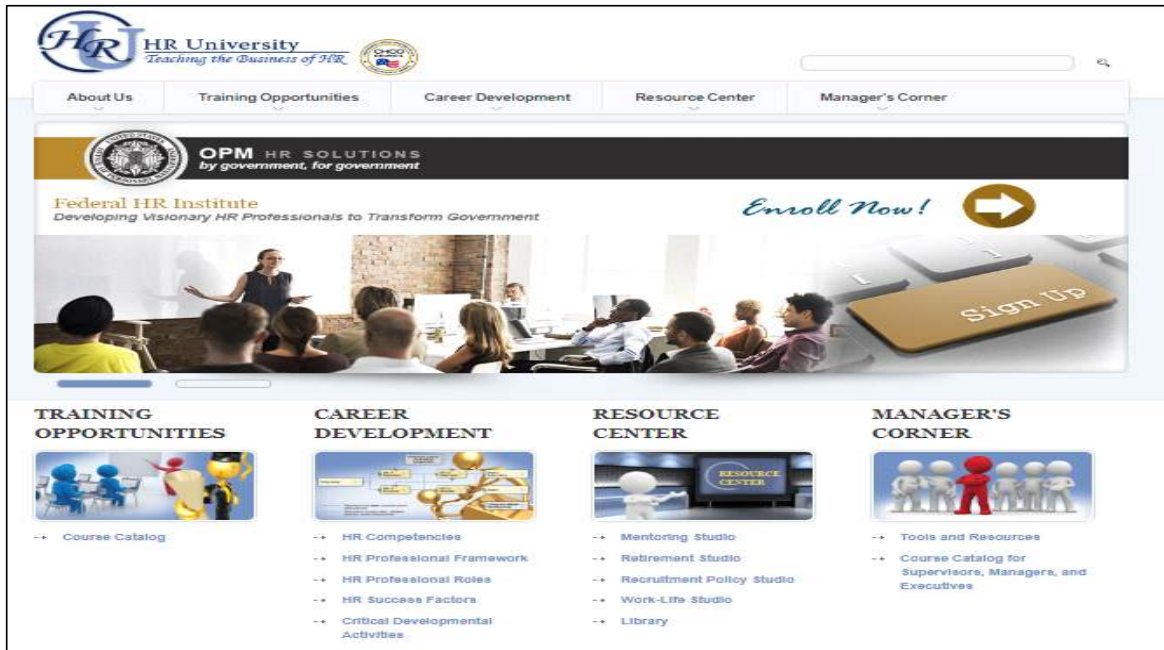 HRU
HR University
Teaching the Business of HR
CHCO
About Us
Training Opportunities
Career Development
Resource Center
Manager's Corner
OPM HR SOLUTIONS
by government, for government
Federal HR Institute
Developing Visionary HR Professionals to Transform Government
Enroll Now!
Sign Up
TRAINING
OPPORTUNITIES
Course Catalog
CAREER
DEVELOPMENT
HR Competencies
HR Professional Framework
HR Professional Roles
HR Success Factors
Critical Developmental
Activities
RESOURCE
CENTER
RESOURCE
CENTER
Mentoring Studio
Retirement Studio
Recruitment Policy Studio
Work-Life Studio
Library
MANAGER'S
CORNER
Tools and Resources
Course Catalog for
Supervisors, Managers, and
Executives